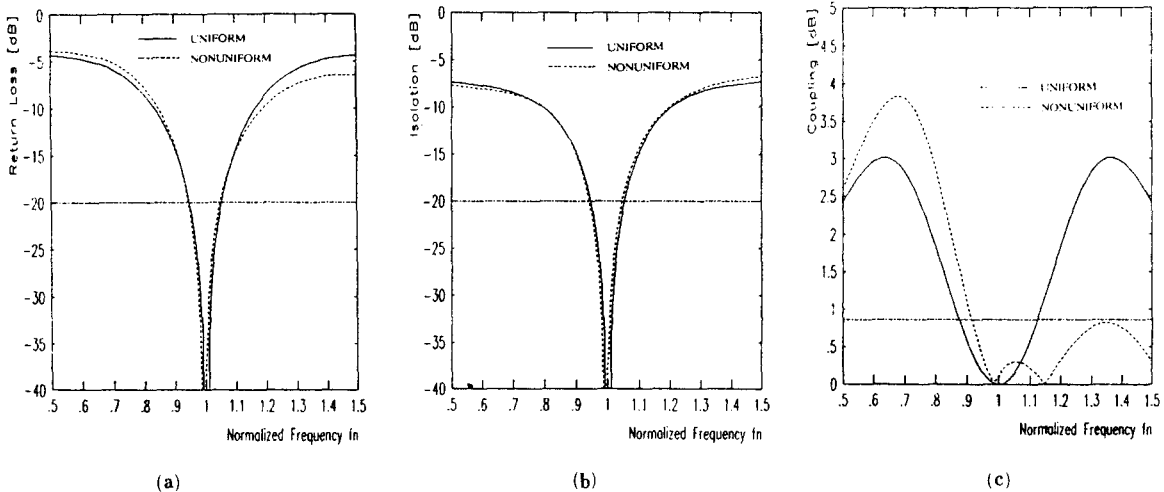 Return Loss [dB]
0
-5
-10
-15
-20
-25
-30
-35
-40
UNIFORM
NONUNIFORM
.5 .6 .7 .8 .9 1 1.1 1.2 1.3 1.4 1.5
Normalized Frequency fn
(a)
Isolation [dB]
0
-5
-10
-15
-20
-25
-30
-35
-40
UNIFORM
NONUNIFORM
.5 .6 .7 .8 .9 1 1.1 1.2 1.3 1.4 1.5
Normalized Frequency fn
(b)
Coupling [dB]
5
4.5
4
3.5
3
2.5
2
1.5
1
.5
0
UNIFORM
NONUNIFORM
.5 .6 .7 .8 .9 1 1.1 1.2 1.3 1.4 1.5
Normalized Frequency fn
(c)